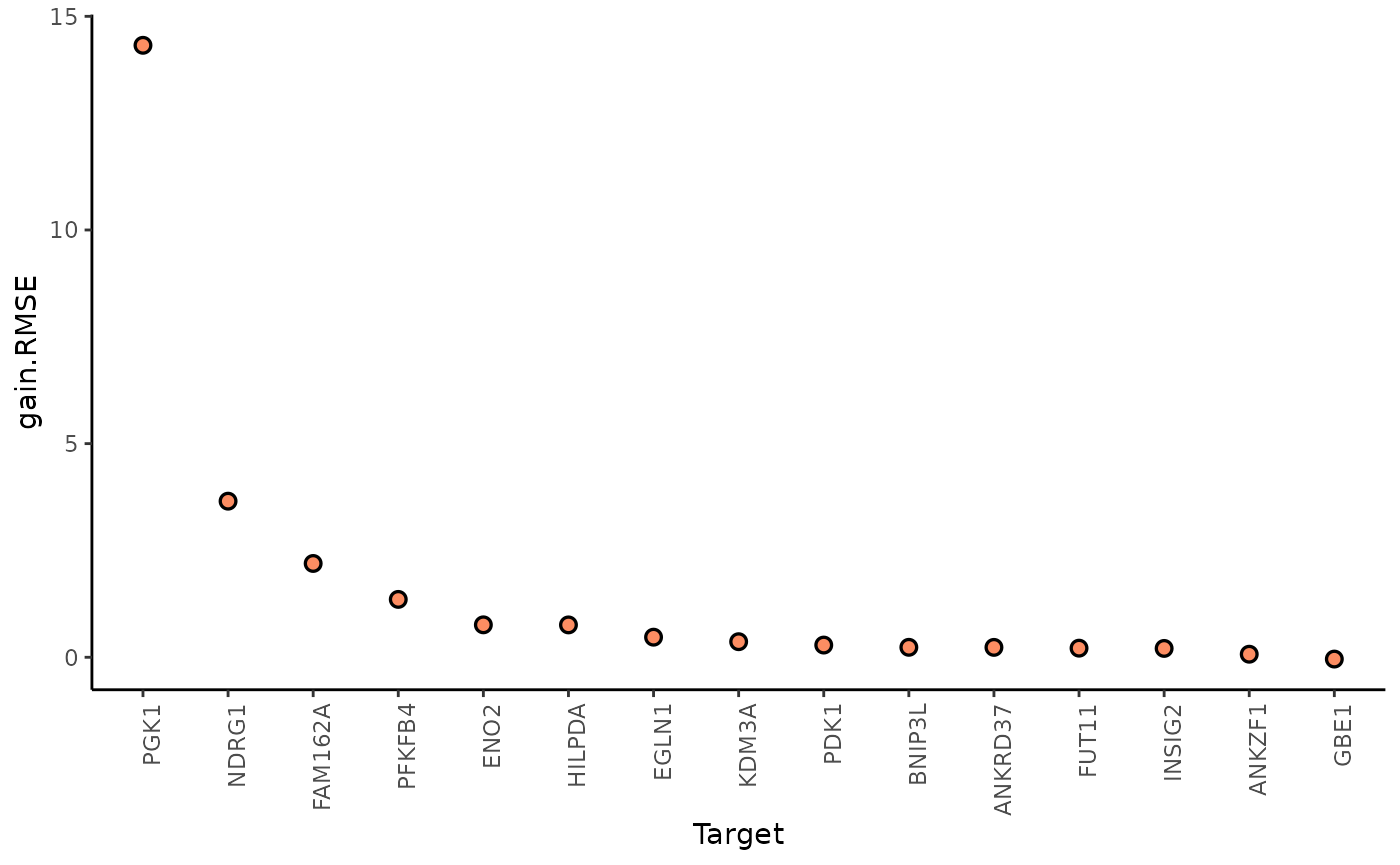 15
10
5
0
gain.RMSE
PGK1
NDRG1
FAM162A
PFKFB4
ENO2
HILPDA
EGLN1
KDM3A
PDK1
BNIP3L
ANKRD37
FUT11
INSIG2
ANKZF1
GBE1
Target